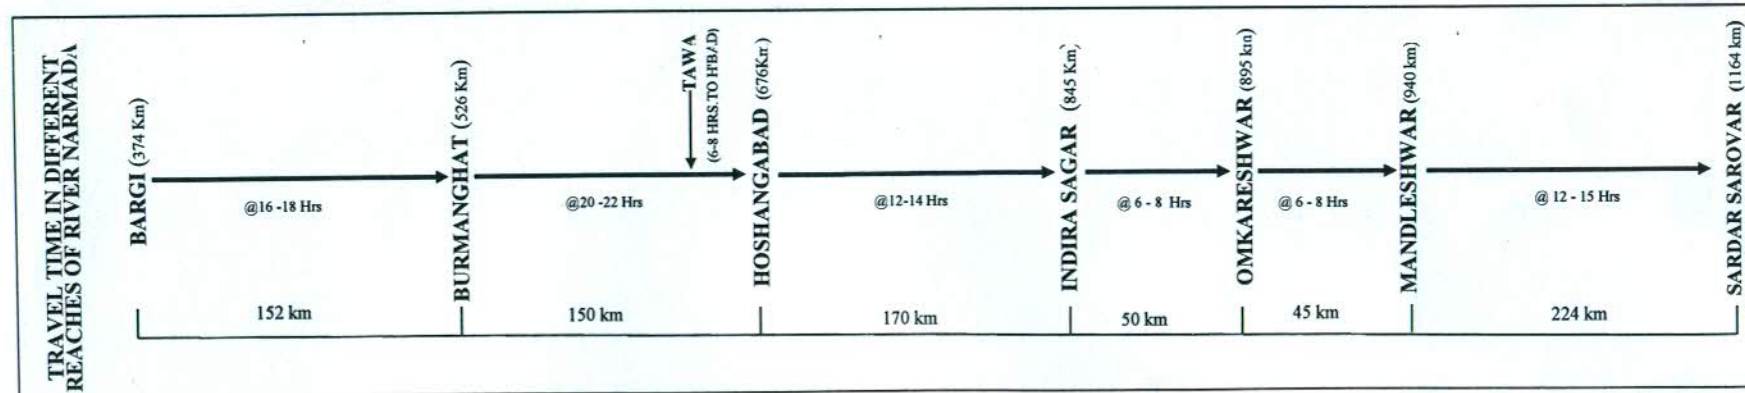 TRAVEL TIME IN DIFFERENT
REACHES OF RIVER NARMADA
BARGI (374 Km)
@16 -18 Hrs
BURMANGHAT (526 Km)
@20 -22 Hrs
TAWA
(6-8 HRS.TO H'BAD)
HOSHANGABAD (676Km)
@12-14 Hrs
INDIRA SAGAR (845 Km)
@ 6 - 8 Hrs
OMKARESHWAR (895 km)
@ 6 - 8 Hrs
MANDLESHWAR (940 km)
@ 12 - 15 Hrs
SARDAR SAROVAR (1164 km)
152 km
150 km
170 km
50 km
45 km
224 km